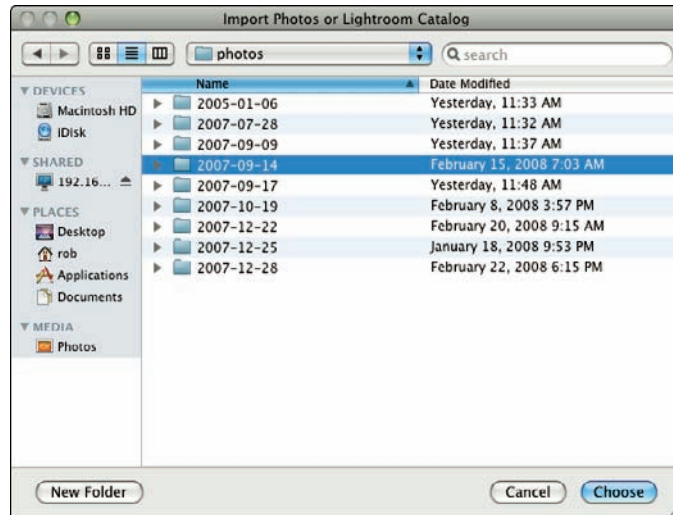 Import Photos or Lightroom Catalog
photos
search
Name Date Modified
▼ DEVICES
Macintosh HD
iDisk
▼ SHARED
192.16...
▼ PLACES
Desktop
rob
Applications
Documents
▼ MEDIA
Photos
2005-01-06 Yesterday, 11:33 AM
2007-07-28 Yesterday, 11:32 AM
2007-09-09 Yesterday, 11:37 AM
2007-09-14 February 15, 2008 7:03 AM
2007-09-17 Yesterday, 11:48 AM
2007-10-19 February 8, 2008 3:57 PM
2007-12-22 February 20, 2008 9:15 AM
2007-12-25 January 18, 2008 9:53 PM
2007-12-28 February 22, 2008 6:15 PM
New Folder Cancel Choose